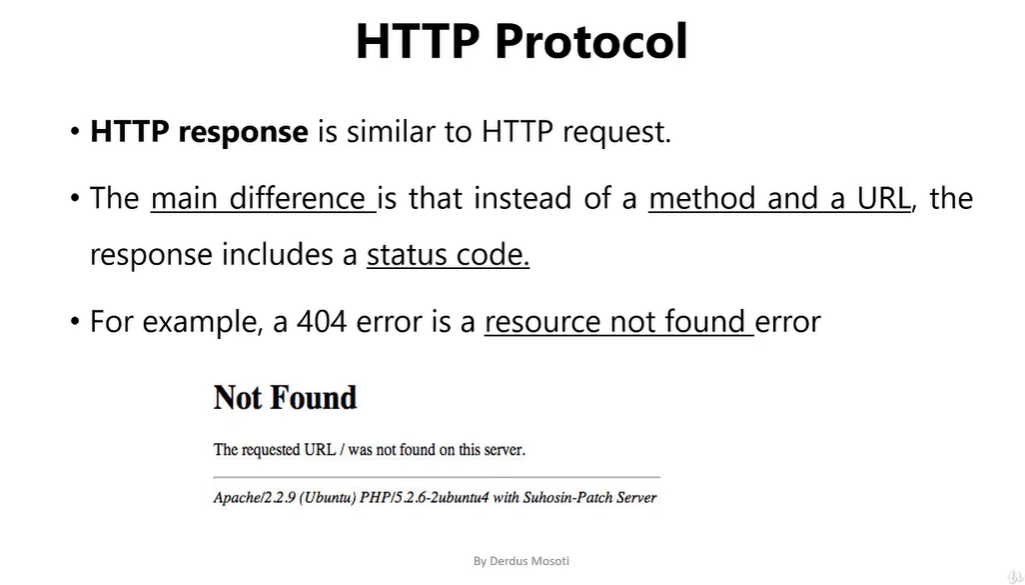 HTTP Protocol
• HTTP response is similar to HTTP request.
• The main difference is that instead of a method and a URL, the
response includes a status code.
• For example, a 404 error is a resource not found error
Not Found
The requested URL / was not found on this server.
Apache/2.2.9 (Ubuntu) PHP/5.2.6-2ubuntu4 with Suhosin-Patch Server
By Derdus Mosoti